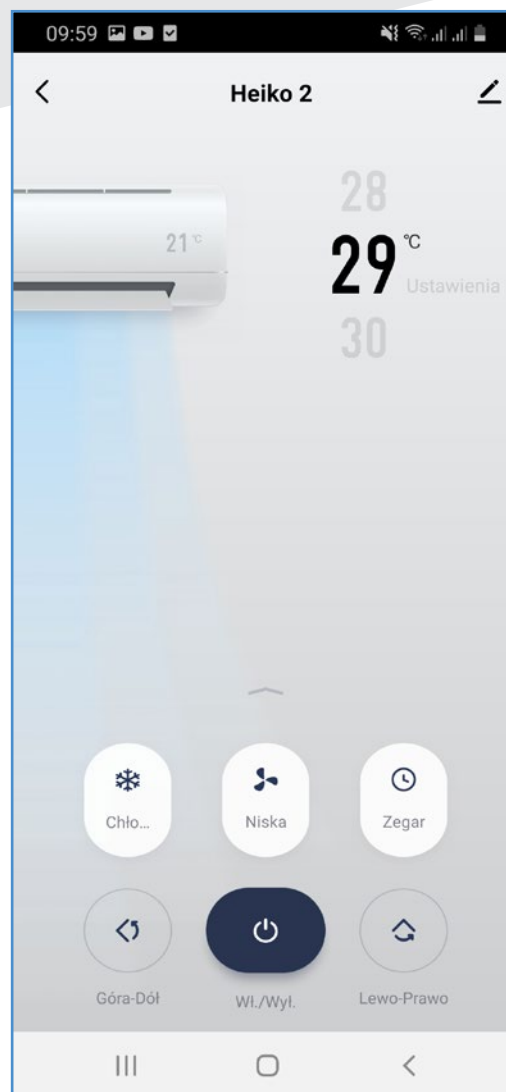 09:59
Heiko 2
28
21 °C
29 °C
Ustawienia
30
Chło...
Niska
Zegar
Góra-Dół
Wł./Wył.
Lewo-Prawo